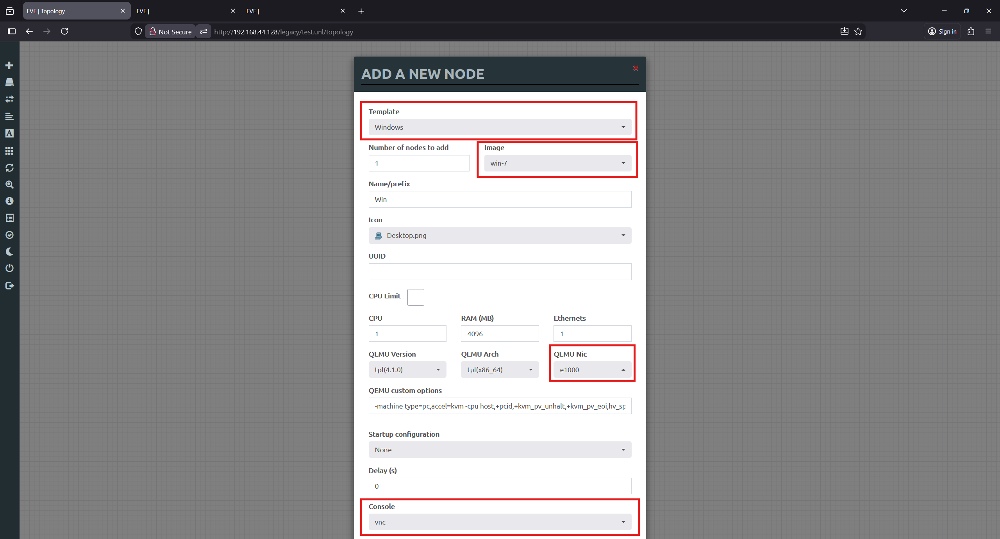 EVE | Topology
EVE |
EVE |
Not Secure
http://192.168.44.128/legacy/test.unl/topology
Sign in
ADD A NEW NODE
Template
Windows
Number of nodes to add
Image
1
win-7
Name/prefix
Win
Icon
Desktop.png
UUID
CPU Limit
CPU
RAM (MB)
Ethernets
1
4096
1
QEMU Version
QEMU Arch
QEMU Nic
tpl(4.1.0)
tpl(x86_64)
e1000
QEMU custom options
-machine type=pc,accel=kvm -cpu host,+pcid,+kvm_pv_unhalt,+kvm_pv_eoi,hv_sp
Startup configuration
None
Delay (s)
0
Console
vnc